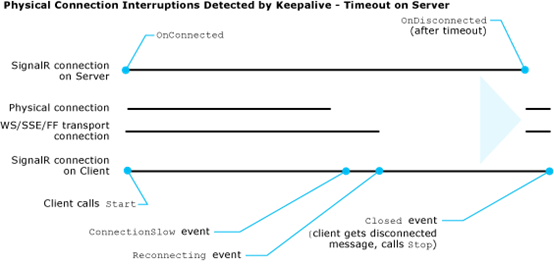 Physical Connection Interruptions Detected by Keepalive - Timeout on Server
OnConnected
OnDisconnected
(after timeout)
SignalR connection
on Server
Physical connection
WS/SSE/FF transport
connection
SignalR connection
on Client
Client calls Start
ConnectionSlow event
Reconnecting event
Closed event
(client gets disconnected
message, calls Stop)